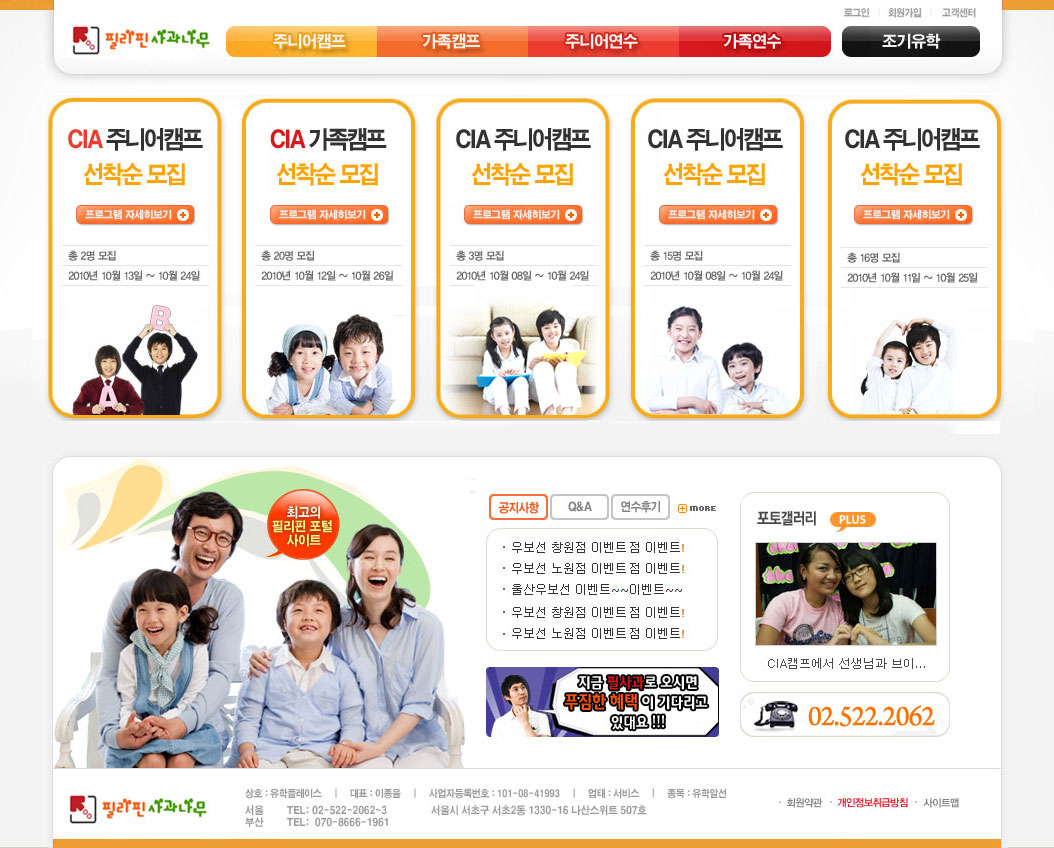 로그인 | 회원가입 | 고객센터
필리핀 사과나무
주니어캠프 가족캠프 주니어연수 가족연수 조기유학
CIA 주니어캠프
선착순 모집
프로그램 자세히보기
총 2명 모집
2010년 10월 13일 ~ 10월 24일
CIA 가족캠프
선착순 모집
프로그램 자세히보기
총 20명 모집
2010년 10월 12일 ~ 10월 26일
CIA 주니어캠프
선착순 모집
프로그램 자세히보기
총 3명 모집
2010년 10월 08일 ~ 10월 24일
CIA 주니어캠프
선착순 모집
프로그램 자세히보기
총 15명 모집
2010년 10월 08일 ~ 10월 24일
CIA 주니어캠프
선착순 모집
프로그램 자세히보기
총 16명 모집
2010년 10월 11일 ~ 10월 25일
B
A
최고의
필리핀 포털
사이트
공지사항 Q&A 연수후기 MORE
· 우보선 창원점 이벤트점 이벤트!
· 우보선 노원점 이벤트점 이벤트!
· 울산우보선 이벤트~~이벤트~~
· 우보선 창원점 이벤트점 이벤트!
· 우보선 노원점 이벤트점 이벤트!
지금 필사과로 오시면
푸짐한 혜택이 기다리고
있대요 !!!
포토갤러리 PLUS
CIA캠프에서 선생님과 브이...
02.522.2062
필리핀 사과나무
상호 : 유학플레이스 | 대표 : 이종율 | 사업자등록번호 : 101-08-41993 | 업태 : 서비스 | 종목 : 유학알선
서울 TEL: 02-522-2062~3 서울시 서초구 서초2동 1330-16 나산스위트 507호
부산 TEL: 070-8666-1961
· 회원약관 · 개인정보취급방침 · 사이트맵